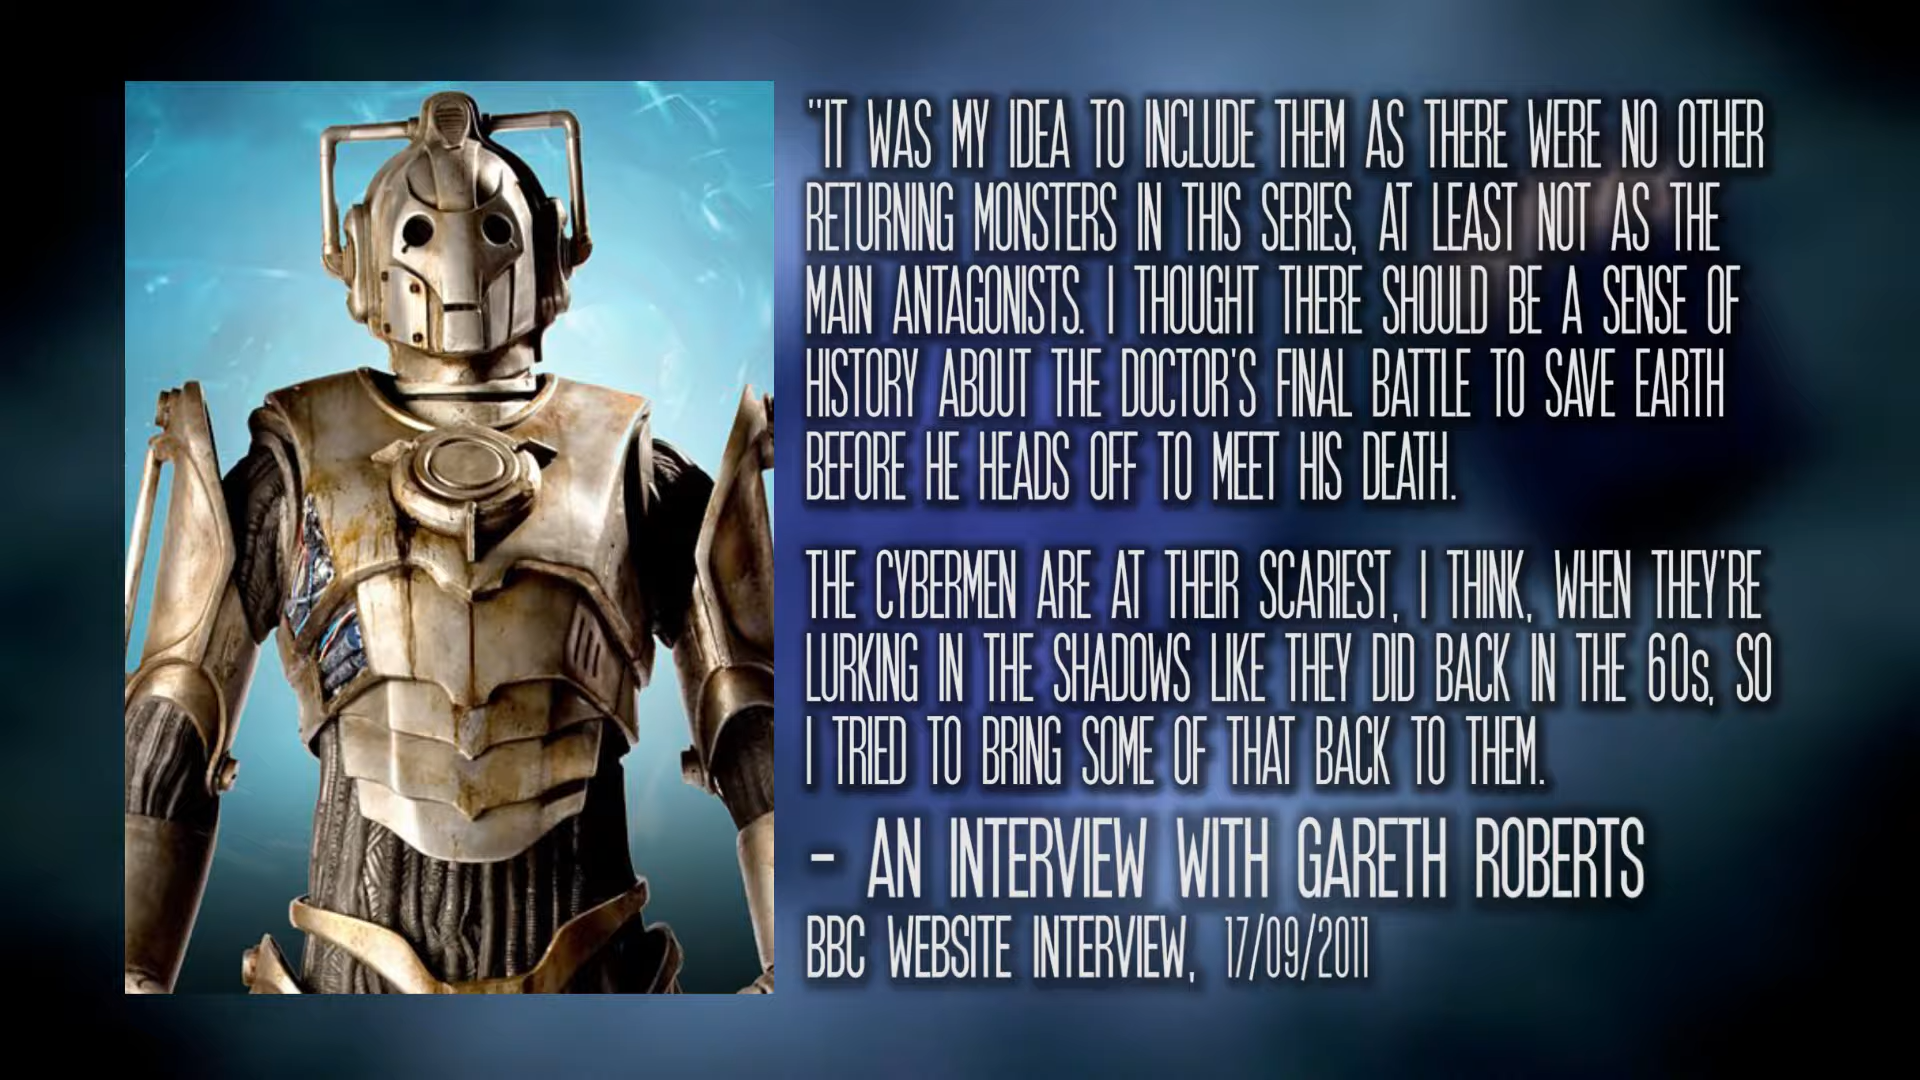 "IT WAS MY IDEA TO INCLUDE THEM AS THERE WERE NO OTHER
RETURNING MONSTERS IN THIS SERIES, AT LEAST NOT AS THE
MAIN ANTAGONISTS. I THOUGHT THERE SHOULD BE A SENSE OF
HISTORY ABOUT THE DOCTOR'S FINAL BATTLE TO SAVE EARTH
BEFORE HE HEADS OFF TO MEET HIS DEATH.
THE CYBERMEN ARE AT THEIR SCARIEST, I THINK, WHEN THEY'RE
LURKING IN THE SHADOWS LIKE THEY DID BACK IN THE 60s, SO
I TRIED TO BRING SOME OF THAT BACK TO THEM.
- AN INTERVIEW WITH GARETH ROBERTS
BBC WEBSITE INTERVIEW, 17/09/2011